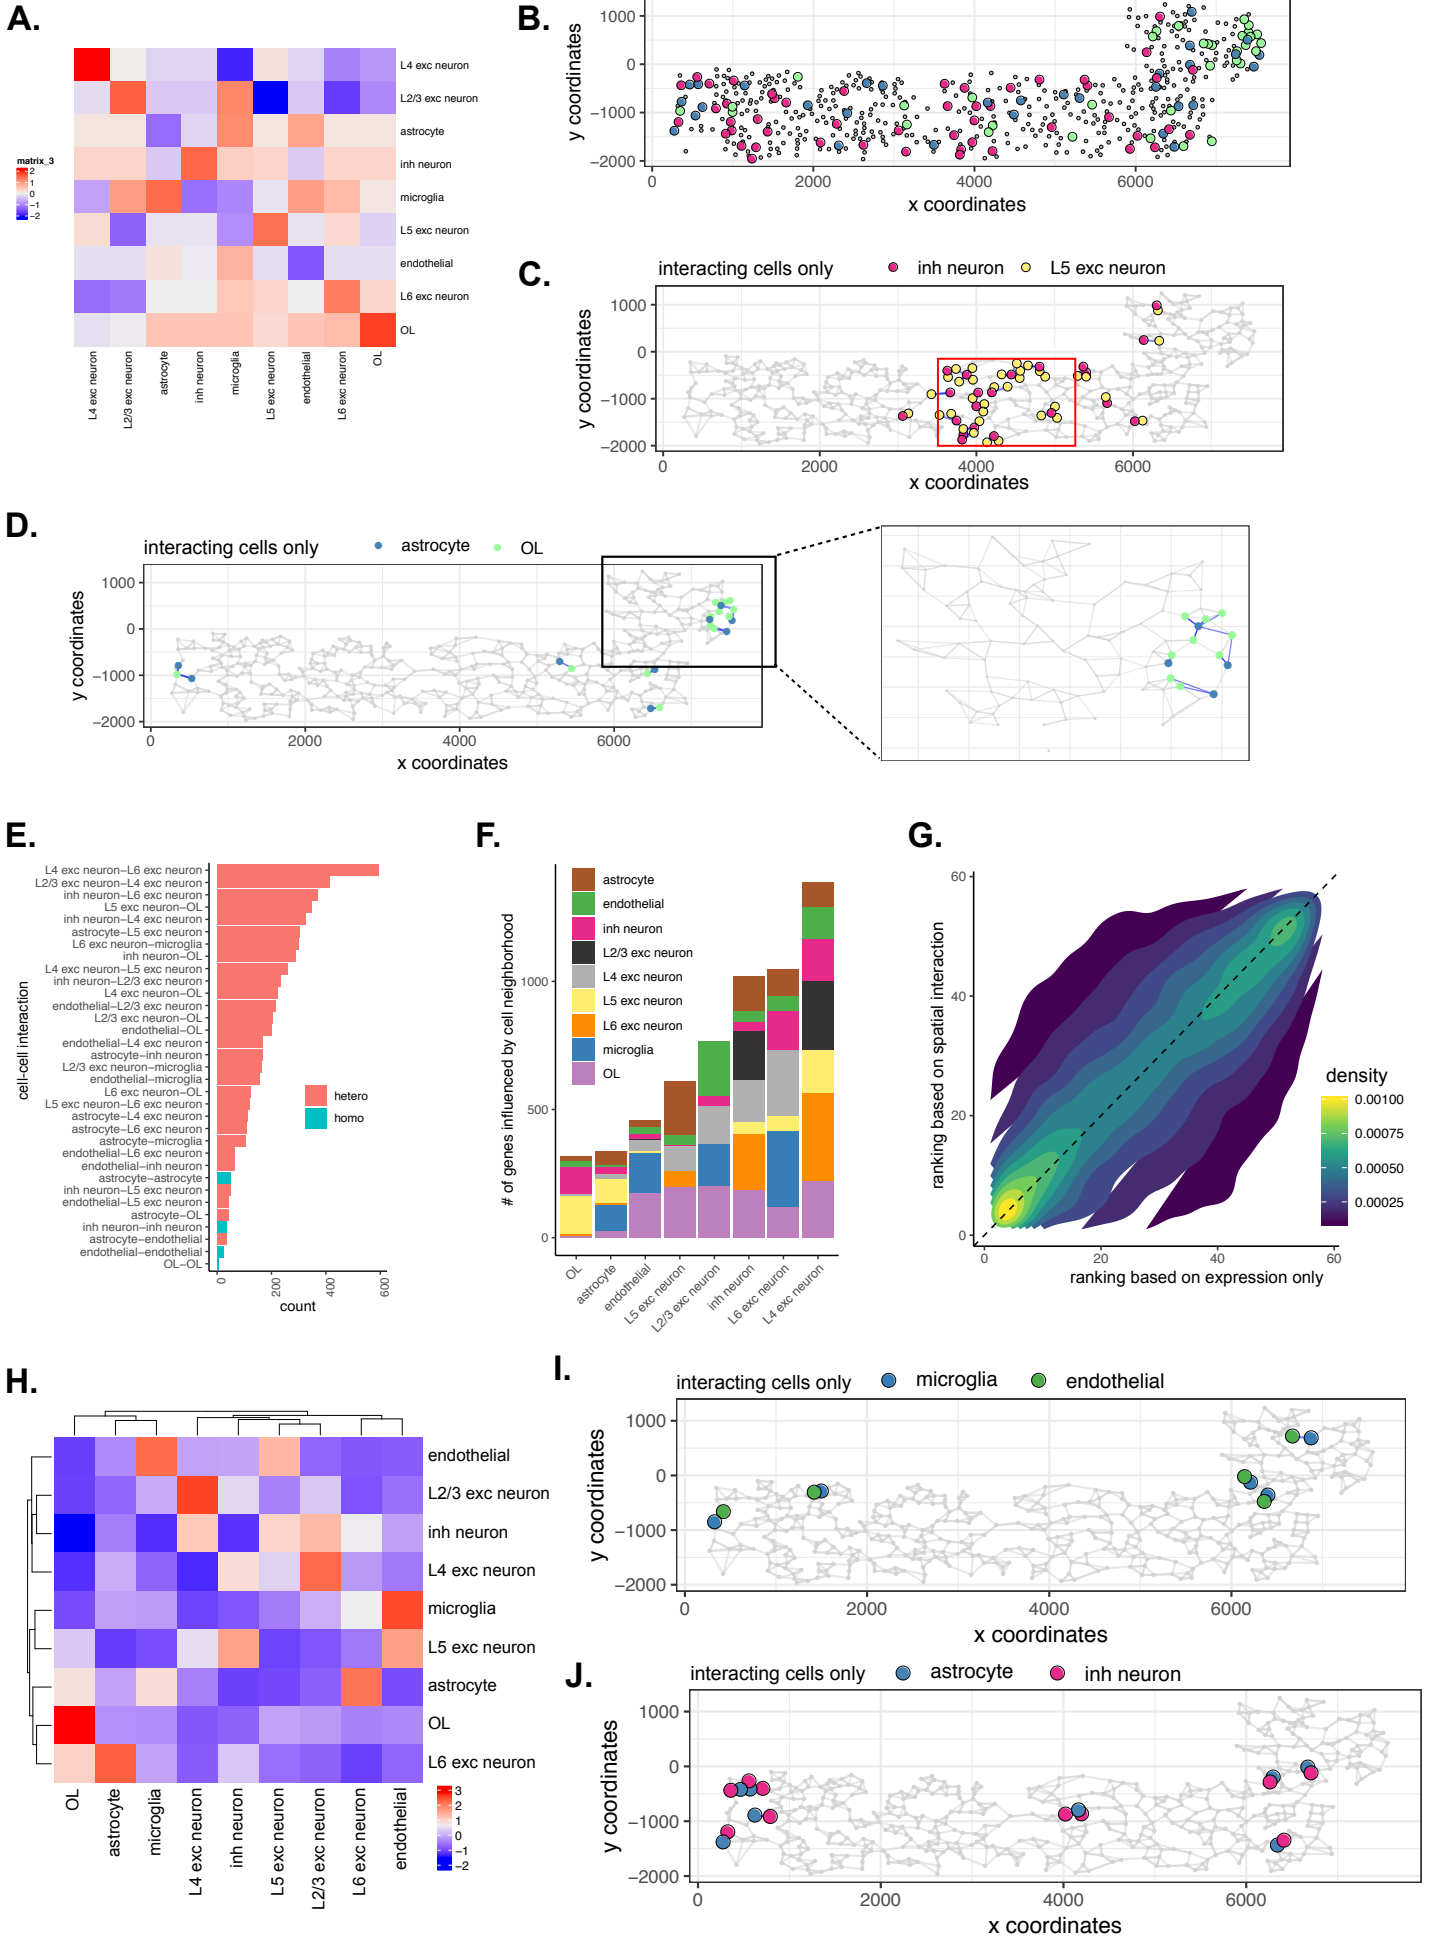 A.
L4 exc neuron
L2/3 exc neuron
astrocyte
inh neuron
microglia
L5 exc neuron
endothelial
L6 exc neuron
OL
matrix_3
2
1
0
−1
−2
L4 exc neuron
L2/3 exc neuron
astrocyte
inh neuron
microglia
L5 exc neuron
endothelial
L6 exc neuron
OL
B.
y coordinates
1000
0
−1000
−2000
0
2000
4000
6000
x coordinates
C.
interacting cells only
inh neuron
L5 exc neuron
y coordinates
1000
0
−1000
−2000
0
2000
4000
6000
x coordinates
D.
interacting cells only
astrocyte
OL
y coordinates
1000
0
−1000
−2000
0
2000
4000
6000
x coordinates
E.
cell−cell interaction
L4 exc neuron−L6 exc neuron
L2/3 exc neuron−L4 exc neuron
inh neuron−L6 exc neuron
L5 exc neuron−OL
inh neuron−L4 exc neuron
astrocyte−L5 exc neuron
L6 exc neuron−microglia
inh neuron−OL
L4 exc neuron−L5 exc neuron
inh neuron−L2/3 exc neuron
L4 exc neuron−OL
endothelial−L2/3 exc neuron
L2/3 exc neuron−OL
endothelial−OL
endothelial−L4 exc neuron
astrocyte−inh neuron
L2/3 exc neuron−microglia
endothelial−microglia
L6 exc neuron−OL
L5 exc neuron−L6 exc neuron
astrocyte−L4 exc neuron
astrocyte−L6 exc neuron
astrocyte−microglia
endothelial−L6 exc neuron
endothelial−inh neuron
astrocyte−astrocyte
inh neuron−L5 exc neuron
endothelial−L5 exc neuron
astrocyte−OL
inh neuron−inh neuron
astrocyte−endothelial
endothelial−endothelial
OL−OL
hetero
homo
0
200
400
600
count
F.
# of genes influenced by cell neighborhood
astrocyte
endothelial
inh neuron
L2/3 exc neuron
L4 exc neuron
L5 exc neuron
L6 exc neuron
microglia
OL
1000
500
0
OL
astrocyte
endothelial
L5 exc neuron
L2/3 exc neuron
inh neuron
L6 exc neuron
L4 exc neuron
G.
ranking based on spatial interaction
60
40
20
0
0
20
40
60
ranking based on expression only
density
0.00100
0.00075
0.00050
0.00025
H.
endothelial
L2/3 exc neuron
inh neuron
L4 exc neuron
microglia
L5 exc neuron
astrocyte
OL
L6 exc neuron
OL
astrocyte
microglia
L4 exc neuron
inh neuron
L5 exc neuron
L2/3 exc neuron
L6 exc neuron
endothelial
3
2
1
0
−1
−2
I.
interacting cells only
microglia
endothelial
y coordinates
1000
0
−1000
−2000
0
2000
4000
6000
x coordinates
J.
interacting cells only
astrocyte
inh neuron
y coordinates
1000
0
−1000
−2000
0
2000
4000
6000
x coordinates